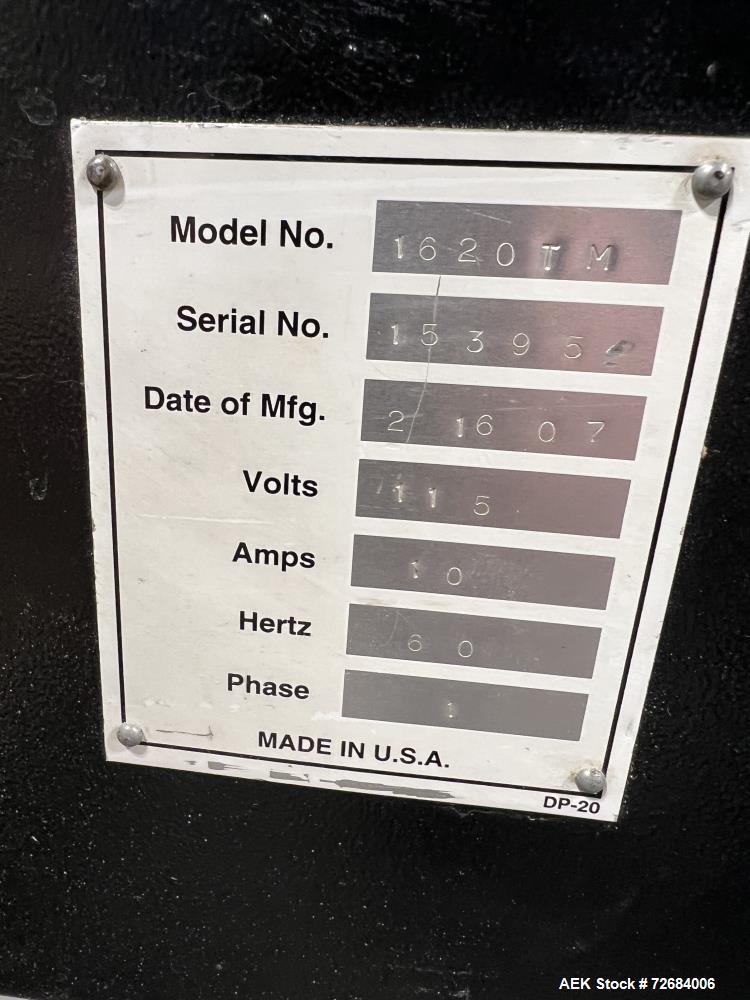 Model No. 1620TM
Serial No. 15395
Date of Mfg. 2 16 07
Volts 115
Amps 10
Hertz 60
Phase 1
MADE IN U.S.A.
DP-20
AEK Stock #72684006